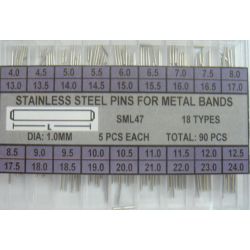 4.0 4.5 5.0 5.5 6.0 6.5 7.0 7.5 8.0
13.0 13.5 14.0 14.5 15.0 15.5 16.0 16.5 17.0
STAINLESS STEEL PINS FOR METAL BANDS
SML47 18 TYPES
L
DIA: 1.0MM 5 PCS EACH TOTAL: 90 PCS
8.5 9.5 9.5 10.0 10.5 11.0 11.5 12.0 12.5
17.5 18.0 18.0 19.0 20.0 21.0 22.0 23.0 24.0